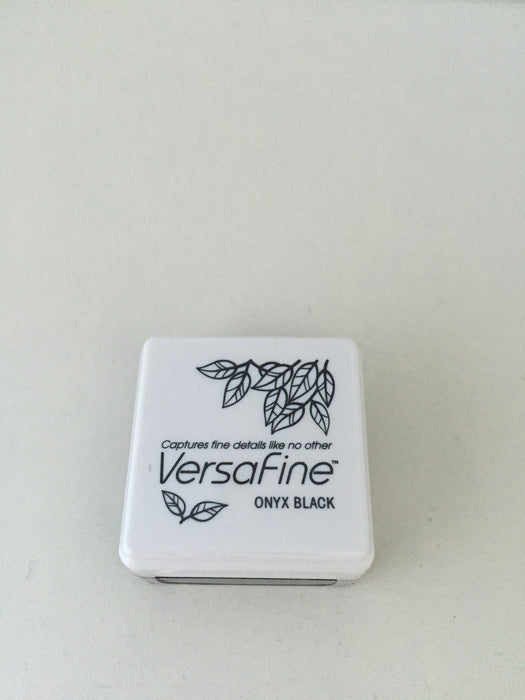 Captures fine details like no other
VersaFine™
ONYX BLACK